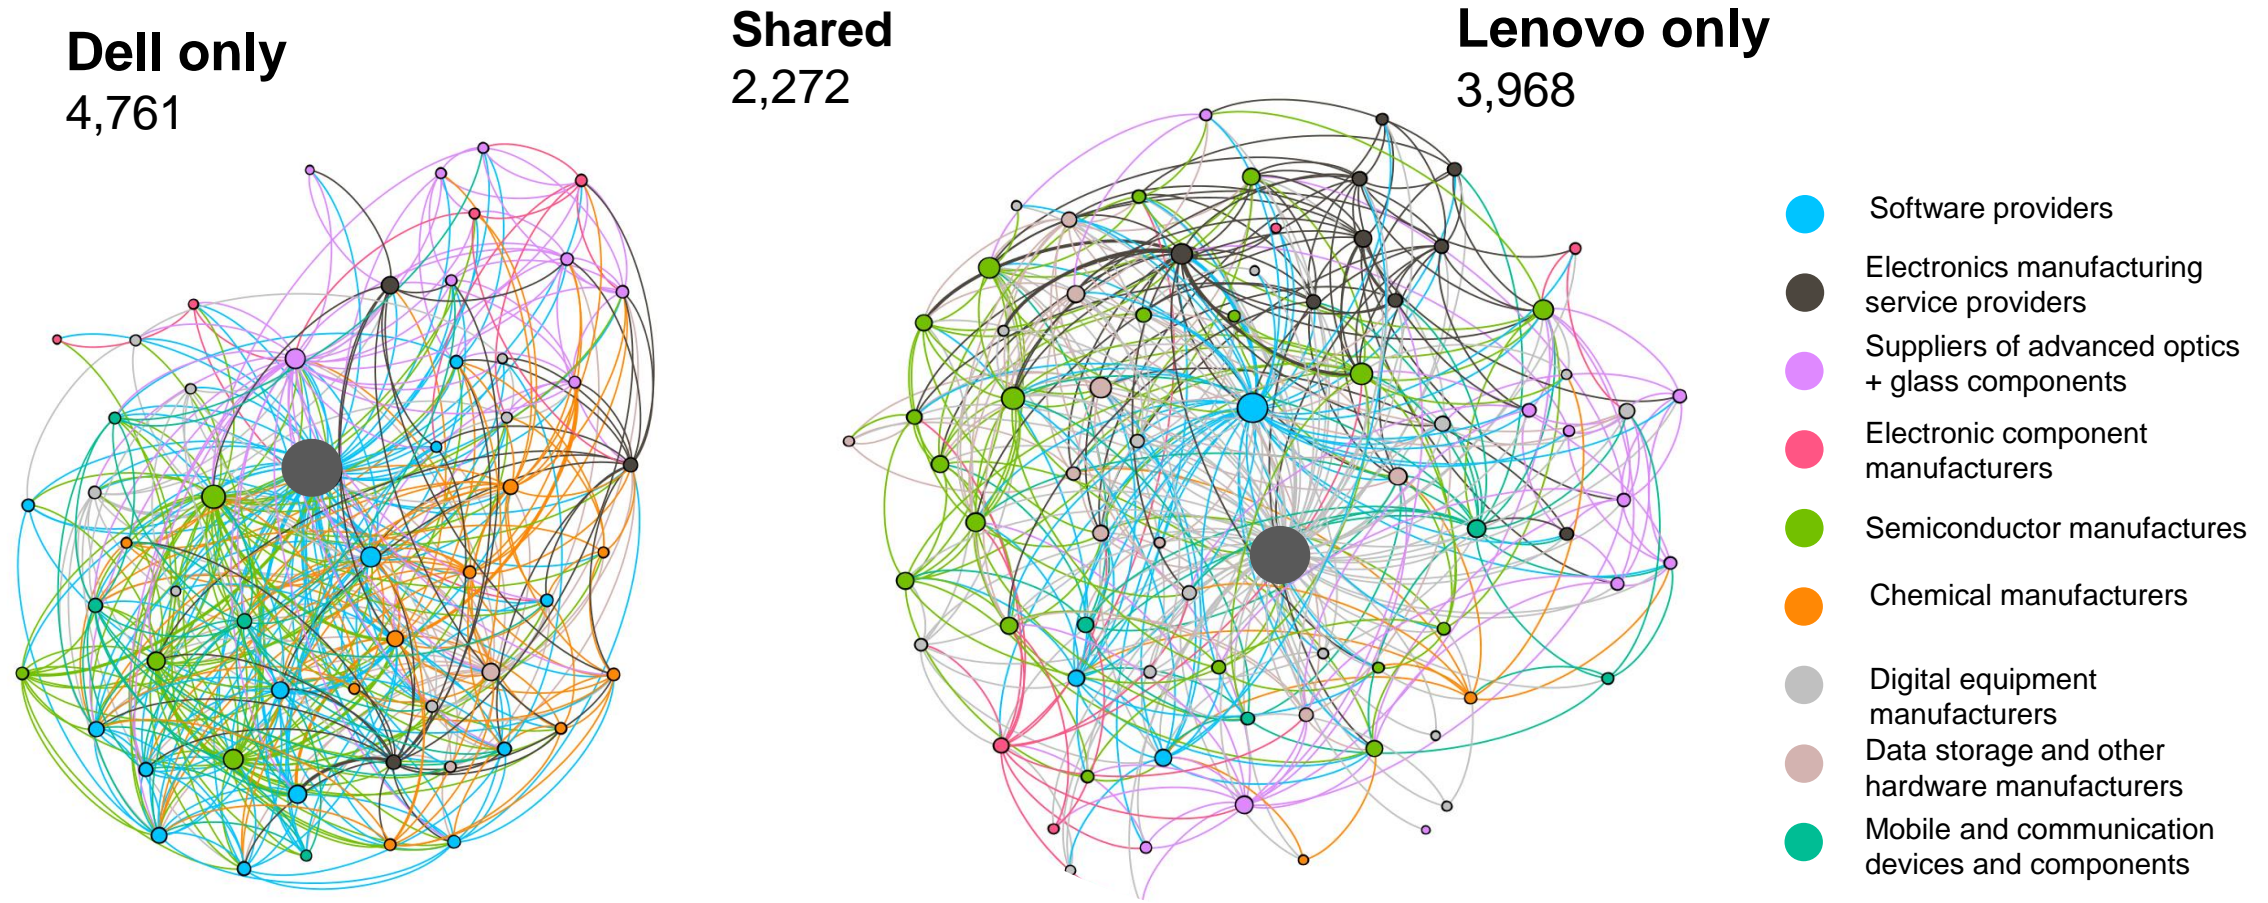 Dell only
4,761
Shared
2,272
Lenovo only
3,968
Software providers
Electronics manufacturing
service providers
Suppliers of advanced optics
+ glass components
Electronic component
manufacturers
Semiconductor manufactures
Chemical manufacturers
Digital equipment
manufacturers
Data storage and other
hardware manufacturers
Mobile and communication
devices and components